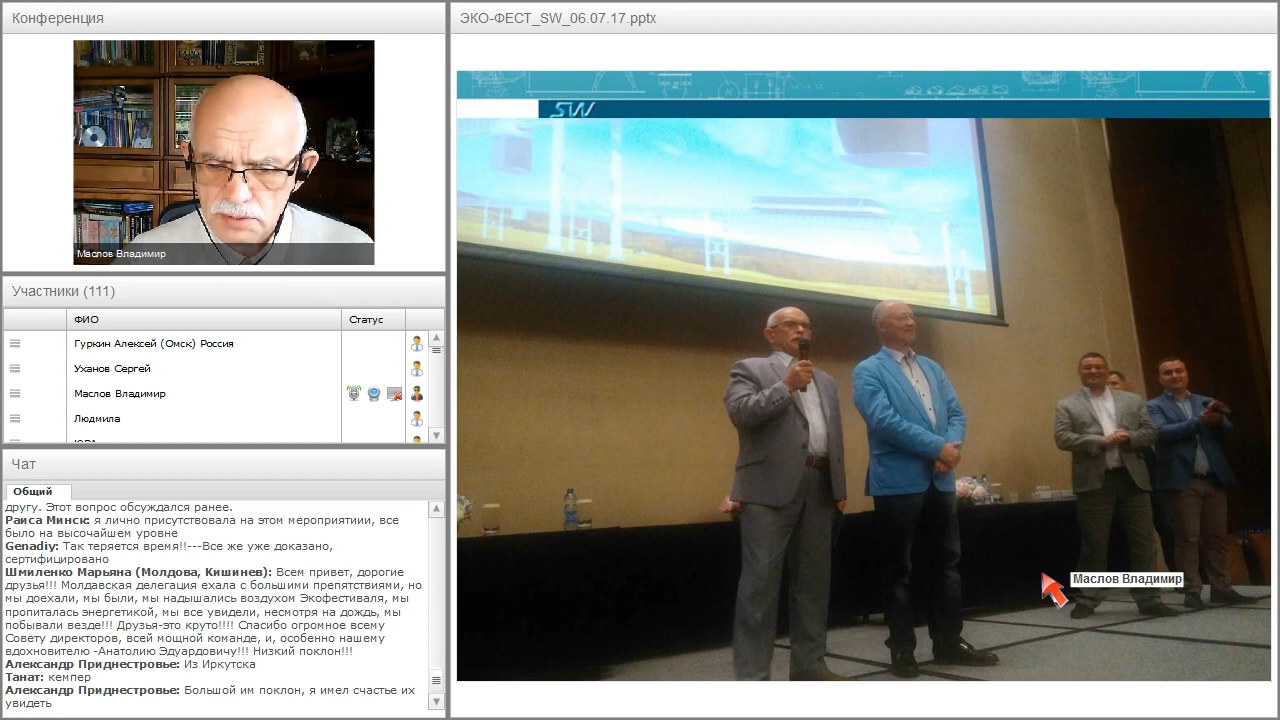 Конференция
Маслов Владимир
Участники (111)
ФИО
Статус
Гуркин Алексей (Омск) Россия
Уханов Сергей
Маслов Владимир
Людмила
Чат
Общий
другу. Этот вопрос обсуждался ранее.
Раиса Минск: я лично присутствовала на этом мероприятиии, все
было на высочайшем уровне
Genadiy: Так теряется время!!---Все же уже доказано,
сертифицировано
Шмиленко Марьяна (Молдова, Кишинев): Всем привет, дорогие
друзья!!! Молдавская делегация ехала с большими препятствиями, но
мы доехали, мы были, мы надышались воздухом Экофестиваля, мы
пропиталась энергетикой, мы все увидели, несмотря на дождь, мы
побывали везде!!! Друзья-это круто!!!! Спасибо огромное всему
Совету директоров, всей мощной команде, и, особенно нашему
вдохновителю -Анатолию Эдуардовичу!!! Низкий поклон!!!
Александр Приднестровье: Из Иркутска
Танат: кемпер
Александр Приднестровье: Большой им поклон, я имел счастье их
увидеть
ЭКО-ФЕСТ_SW_06.07.17.pptx
SW
Маслов Владимир